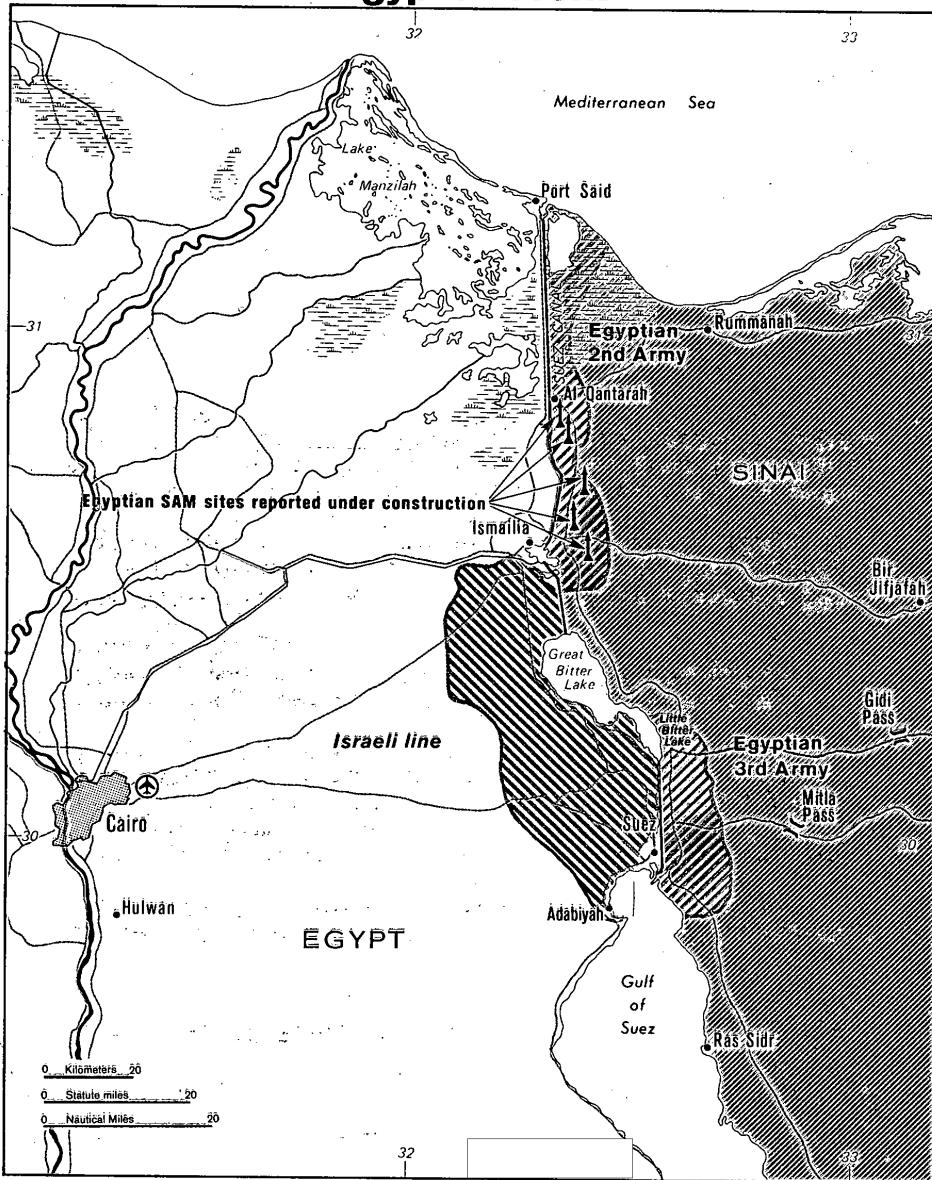 32
33
Mediterranean Sea
Lake
Manzilah
Port Said
31
Rummanah
31
Egyptian
2nd Army
Al Qantarah
SINAI
Egyptian SAM sites reported under construction
Ismailia
Bir
Jifjafah
Great
Bitter
Lake
Gidi
Pass
Little
Bitter
Lake
Israeli line
Egyptian
3rd Army
Mitla
Pass
30
Cairo
Suez
30
Hulwan
Adabiyah
EGYPT
Gulf
of
Suez
Ras Sidr
0 Kilometers 20
0 Statute miles 20
0 Nautical Miles 20
32
33